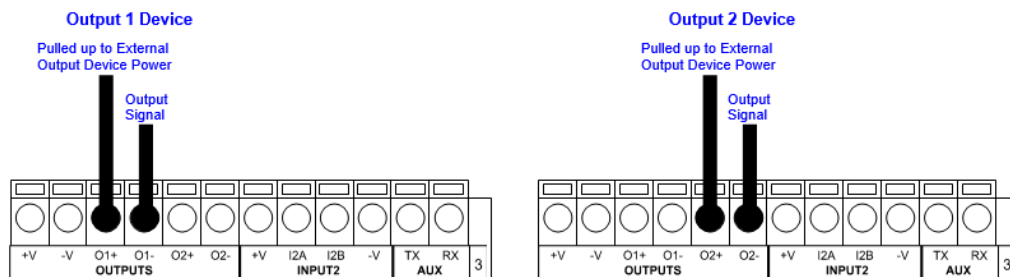 Output 1 Device
Pulled up to External
Output Device Power
Output
Signal
+V -V O1+ O1- O2+ O2- +V I2A I2B -V TX RX
OUTPUTS INPUT2 AUX 3
Output 2 Device
Pulled up to External
Output Device Power
Output
Signal
+V -V O1+ O1- O2+ O2- +V I2A I2B -V TX RX
OUTPUTS INPUT2 AUX 3